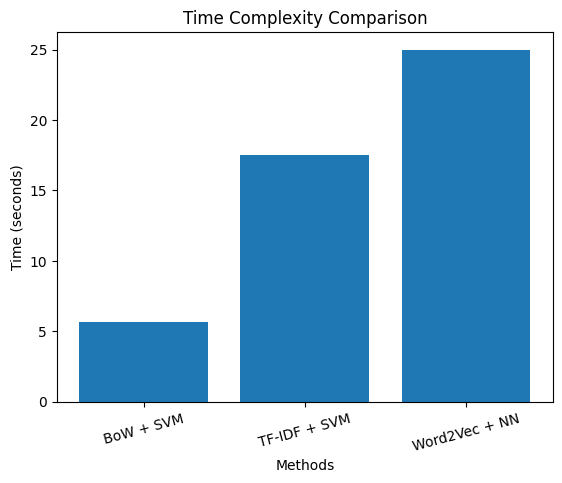 Time Complexity Comparison
Time (seconds)
25
20
15
10
5
0
BoW + SVM
TF-IDF + SVM
Word2Vec + NN
Methods